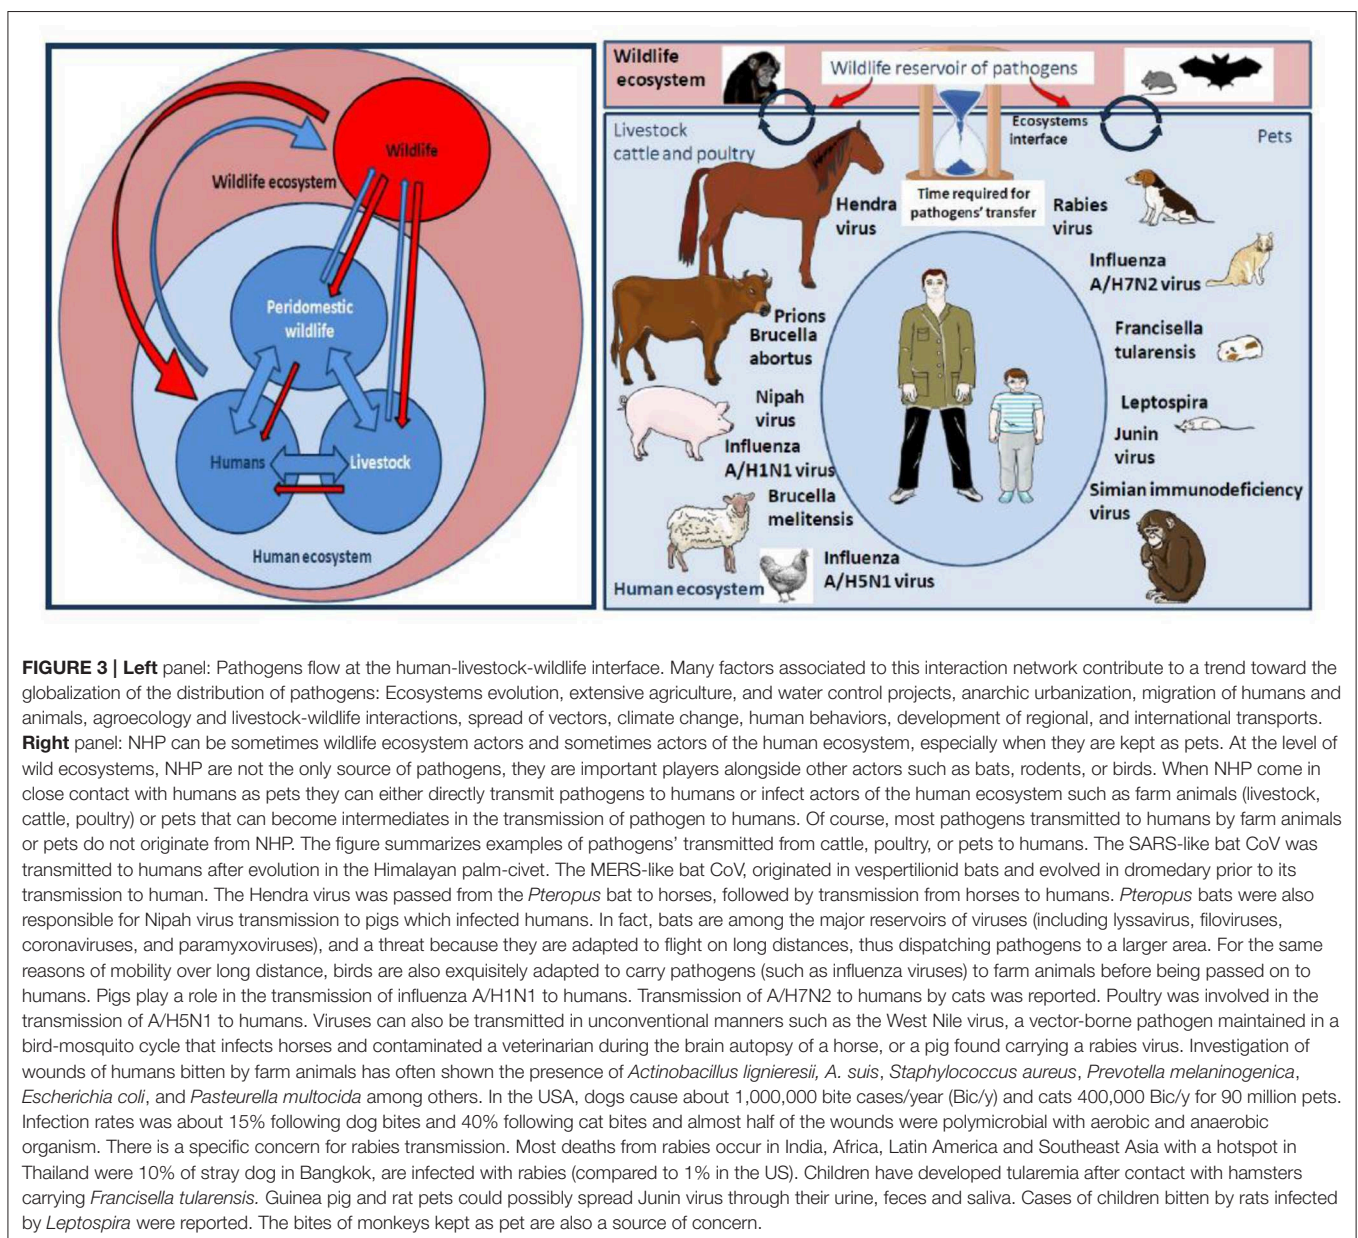 Wildlife
Wildlife ecosystem
Peridomestic
wildlife
Humans
Livestock
Human ecosystem
Wildlife
ecosystem
Wildlife reservoir of pathogens
Livestock
cattle and poultry
Ecosystems
interface
Pets
Time required for
pathogens' transfer
Hendra
virus
Rabies
virus
Influenza
A/H7N2 virus
Prions
Brucella
abortus
Francisella
tularensis
Nipah
virus
Leptospira
Junin
virus
Influenza
A/H1N1 virus
Simian immunodeficiency
virus
Brucella
melitensis
Influenza
A/H5N1 virus
Human ecosystem
FIGURE 3 | Left panel: Pathogens flow at the human-livestock-wildlife interface. Many factors associated to this interaction network contribute to a trend toward the
globalization of the distribution of pathogens: Ecosystems evolution, extensive agriculture, and water control projects, anarchic urbanization, migration of humans and
animals, agroecology and livestock-wildlife interactions, spread of vectors, climate change, human behaviors, development of regional, and international transports.
Right panel: NHP can be sometimes wildlife ecosystem actors and sometimes actors of the human ecosystem, especially when they are kept as pets. At the level of
wild ecosystems, NHP are not the only source of pathogens, they are important players alongside other actors such as bats, rodents, or birds. When NHP come in
close contact with humans as pets they can either directly transmit pathogens to humans or infect actors of the human ecosystem such as farm animals (livestock,
cattle, poultry) or pets that can become intermediates in the transmission of pathogen to humans. Of course, most pathogens transmitted to humans by farm animals
or pets do not originate from NHP. The figure summarizes examples of pathogens' transmitted from cattle, poultry, or pets to humans. The SARS-like bat CoV was
transmitted to humans after evolution in the Himalayan palm-civet. The MERS-like bat CoV, originated in vespertilionid bats and evolved in dromedary prior to its
transmission to human. The Hendra virus was passed from the Pteropus bat to horses, followed by transmission from horses to humans. Pteropus bats were also
responsible for Nipah virus transmission to pigs which infected humans. In fact, bats are among the major reservoirs of viruses (including lyssavirus, filoviruses,
coronaviruses, and paramyxoviruses), and a threat because they are adapted to flight on long distances, thus dispatching pathogens to a larger area. For the same
reasons of mobility over long distance, birds are also exquisitely adapted to carry pathogens (such as influenza viruses) to farm animals before being passed on to
humans. Pigs play a role in the transmission of influenza A/H1N1 to humans. Transmission of A/H7N2 to humans by cats was reported. Poultry was involved in the
transmission of A/H5N1 to humans. Viruses can also be transmitted in unconventional manners such as the West Nile virus, a vector-borne pathogen maintained in a
bird-mosquito cycle that infects horses and contaminated a veterinarian during the brain autopsy of a horse, or a pig found carrying a rabies virus. Investigation of
wounds of humans bitten by farm animals has often shown the presence of Actinobacillus lignieresii, A. suis, Staphylococcus aureus, Prevotella melaninogenica,
Escherichia coli, and Pasteurella multocida among others. In the USA, dogs cause about 1,000,000 bite cases/year (Bic/y) and cats 400,000 Bic/y for 90 million pets.
Infection rates was about 15% following dog bites and 40% following cat bites and almost half of the wounds were polymicrobial with aerobic and anaerobic
organism. There is a specific concern for rabies transmission. Most deaths from rabies occur in India, Africa, Latin America and Southeast Asia with a hotspot in
Thailand were 10% of stray dog in Bangkok, are infected with rabies (compared to 1% in the US). Children have developed tularemia after contact with hamsters
carrying Francisella tularensis. Guinea pig and rat pets could possibly spread Junin virus through their urine, feces and saliva. Cases of children bitten by rats infected
by Leptospira were reported. The bites of monkeys kept as pet are also a source of concern.